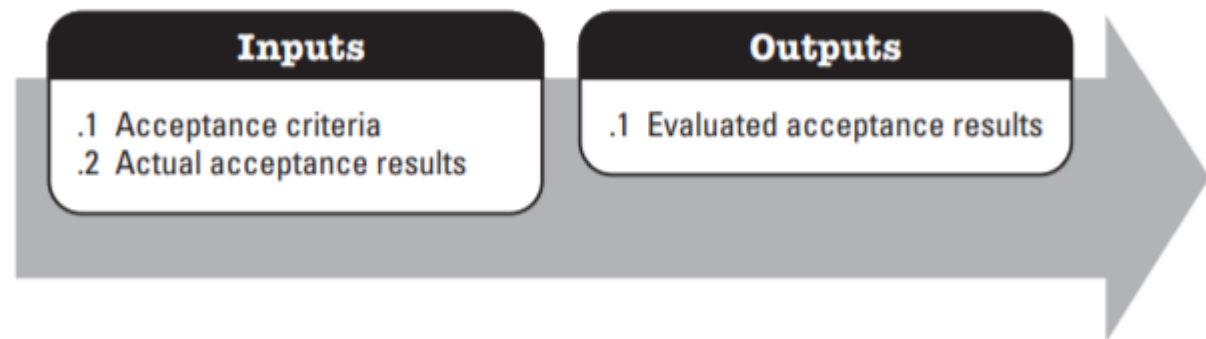 Inputs
.1 Acceptance criteria
.2 Actual acceptance results
Outputs
.1 Evaluated acceptance results